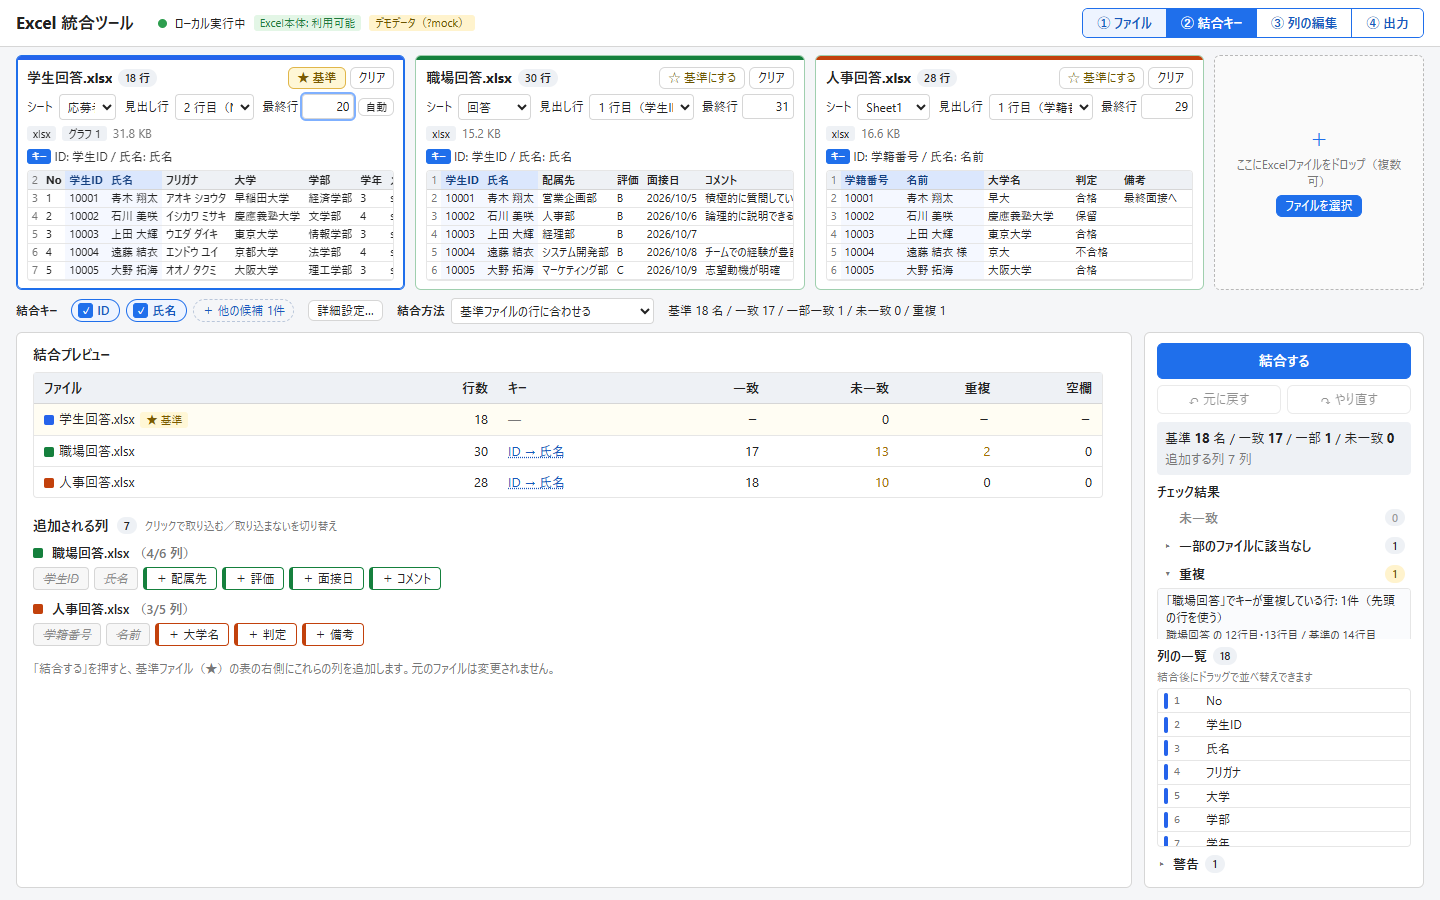 Excel 統合ツール ローカル実行中 Excel本体: 利用可能 デモデータ（?mock） ① ファイル ② 結合キー ③ 列の編集 ④ 出力
学生回答.xlsx 18 行 ★ 基準 クリア
シート 応募 見出し行 2 行目（ 最終行 20 自動
xlsx グラフ 1 31.8 KB
キー ID: 学生ID / 氏名: 氏名
2 No 学生ID 氏名 フリガナ 大学 学部 学年
3 1 10001 青木 翔太 アオキ ショウタ 早稲田大学 経済学部 3
4 2 10002 石川 美咲 イシカワ ミサキ 慶應義塾大学 文学部 4
5 3 10003 上田 大輝 ウエダ ダイキ 東京大学 情報学部 3
6 4 10004 遠藤 結衣 エンドウ ユイ 京都大学 法学部 4
7 5 10005 大野 拓海 オオノ タクミ 大阪大学 理工学部 3
職場回答.xlsx 30 行 ☆ 基準にする クリア
シート 回答 見出し行 1 行目（学生I 最終行 31
xlsx 15.2 KB
キー ID: 学生ID / 氏名: 氏名
1 学生ID 氏名 配属先 評価 面接日 コメント
2 10001 青木 翔太 営業企画部 B 2026/10/5 積極的に質問してい
3 10002 石川 美咲 人事部 B 2026/10/6 論理的に説明できる
4 10003 上田 大輝 経理部 B 2026/10/7
5 10004 遠藤 結衣 システム開発部 B 2026/10/8 チームでの経験が豊富
6 10005 大野 拓海 マーケティング部 C 2026/10/9 志望動機が明確
人事回答.xlsx 28 行 ☆ 基準にする クリア
シート Sheet1 見出し行 1 行目（学籍 最終行 29
xlsx 16.6 KB
キー ID: 学籍番号 / 氏名: 名前
1 学籍番号 名前 大学名 判定 備考
2 10001 青木 翔太 早大 合格 最終面接へ
3 10002 石川 美咲 慶應義塾大学 保留
4 10003 上田 大輝 東京大学 合格
5 10004 遠藤 結衣 様 京大 不合格
6 10005 大野 拓海 大阪大学 合格
＋
ここにExcelファイルをドロップ（複数
可）
ファイルを選択
結合キー ✓ ID ✓ 氏名 ＋ 他の候補 1件 詳細設定... 結合方法 基準ファイルの行に合わせる 基準 18 名 / 一致 17 / 一部一致 1 / 未一致 0 / 重複 1
結合プレビュー
ファイル 行数 キー 一致 未一致 重複 空欄
学生回答.xlsx ★ 基準 18 — – 0 – –
職場回答.xlsx 30 ID → 氏名 17 13 2 0
人事回答.xlsx 28 ID → 氏名 18 10 0 0
追加される列 7 クリックで取り込む／取り込まないを切り替え
職場回答.xlsx （4/6 列）
学生ID 氏名 ＋ 配属先 ＋ 評価 ＋ 面接日 ＋ コメント
人事回答.xlsx （3/5 列）
学籍番号 名前 ＋ 大学名 ＋ 判定 ＋ 備考
「結合する」を押すと、基準ファイル（★）の表の右側にこれらの列を追加します。元のファイルは変更されません。
結合する
↶ 元に戻す ↷ やり直す
基準 18 名 / 一致 17 / 一部 1 / 未一致 0
追加する列 7 列
チェック結果
未一致 0
▸ 一部のファイルに該当なし 1
▾ 重複 1
「職場回答」でキーが重複している行: 1件（先頭
の行を使う）
職場回答 の 12行目・13行目 / 基準の 14行目
列の一覧 18
結合後にドラッグで並べ替えできます
1 No
2 学生ID
3 氏名
4 フリガナ
5 大学
6 学部
7 学年
▸ 警告 1